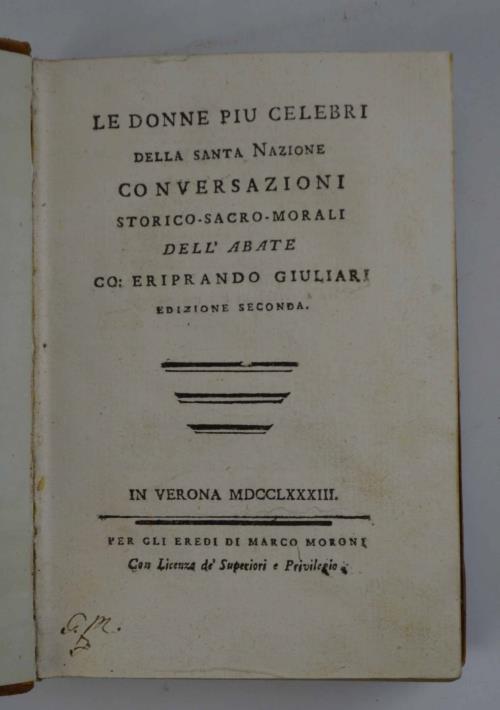 LE DONNE PIU CELEBRI
DELLA SANTA NAZIONE
CONVERSAZIONI
STORICO-SACRO-MORALI
DELL' ABATE
CO: ERIPRANDO GIULIARI
EDIZIONE SECONDA.
IN VERONA MDCCLXXXIII.
PER GLI EREDI DI MARCO MORONI
Con Licenza de' Superiori e Privilegio.